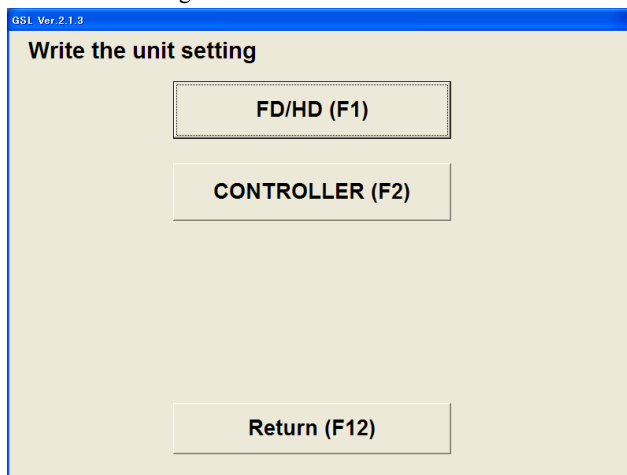 GSL Ver.2.1.3
Write the unit setting
FD/HD (F1)
CONTROLLER (F2)
Return (F12)